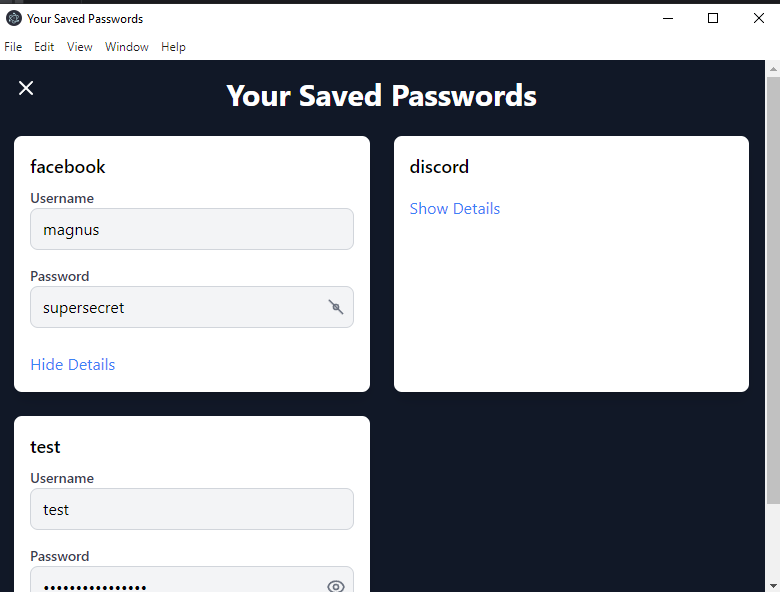 Your Saved Passwords
File Edit View Window Help
Your Saved Passwords
facebook
Username
magnus
Password
supersecret
Hide Details
discord
Show Details
test
Username
test
Password
••••••••••••••••